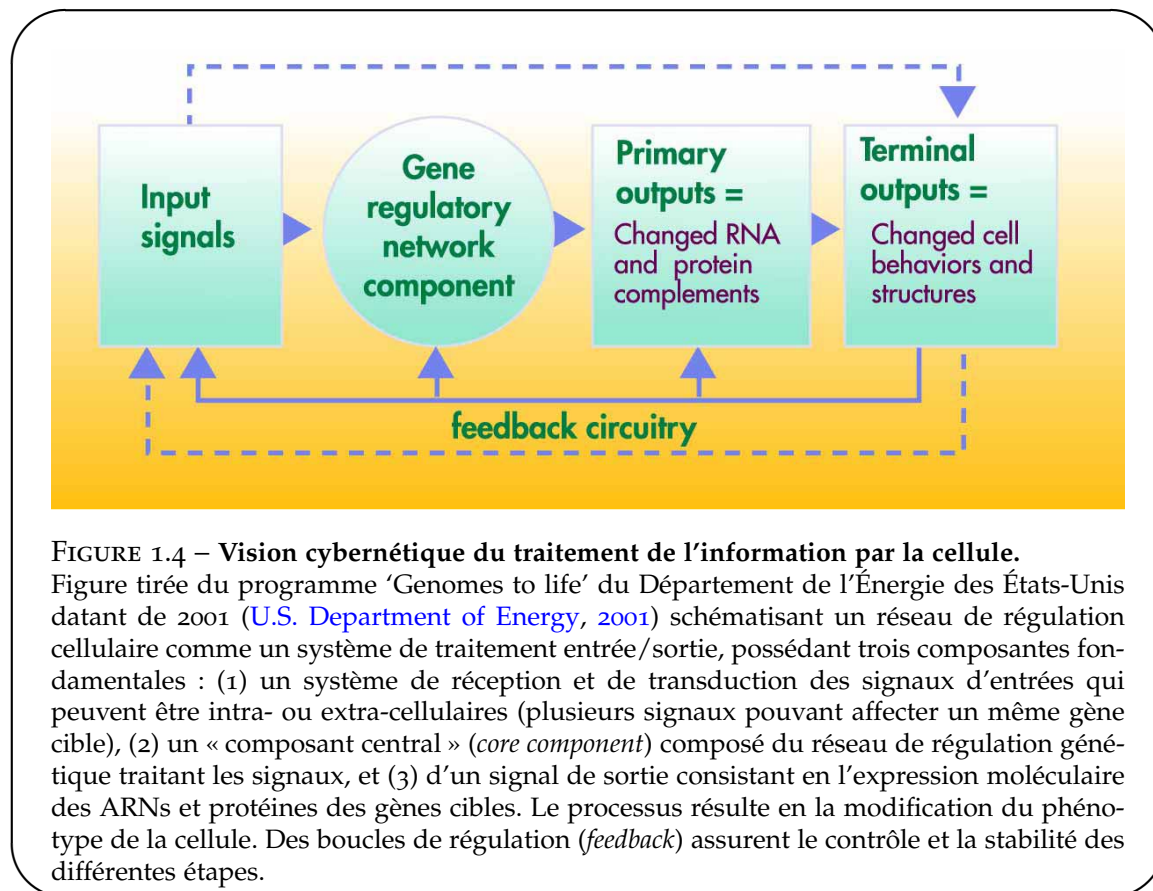 Input
signals
Gene
regulatory
network
component
Primary
outputs =
Changed RNA
and protein
complements
Terminal
outputs =
Changed cell
behaviors and
structures
feedback circuitry
FIGURE 1.4 – Vision cybernétique du traitement de l'information par la cellule.
Figure tirée du programme 'Genomes to life' du Département de l'Énergie des États-Unis
datant de 2001 (U.S. Department of Energy, 2001) schématisant un réseau de régulation
cellulaire comme un système de traitement entrée/sortie, possédant trois composantes fon-
damentales : (1) un système de réception et de transduction des signaux d'entrées qui
peuvent être intra- ou extra-cellulaires (plusieurs signaux pouvant affecter un même gène
cible), (2) un « composant central » (core component) composé du réseau de régulation géné-
tique traitant les signaux, et (3) d'un signal de sortie consistant en l'expression moléculaire
des ARNs et protéines des gènes cibles. Le processus résulte en la modification du phéno-
type de la cellule. Des boucles de régulation (feedback) assurent le contrôle et la stabilité des
différentes étapes.